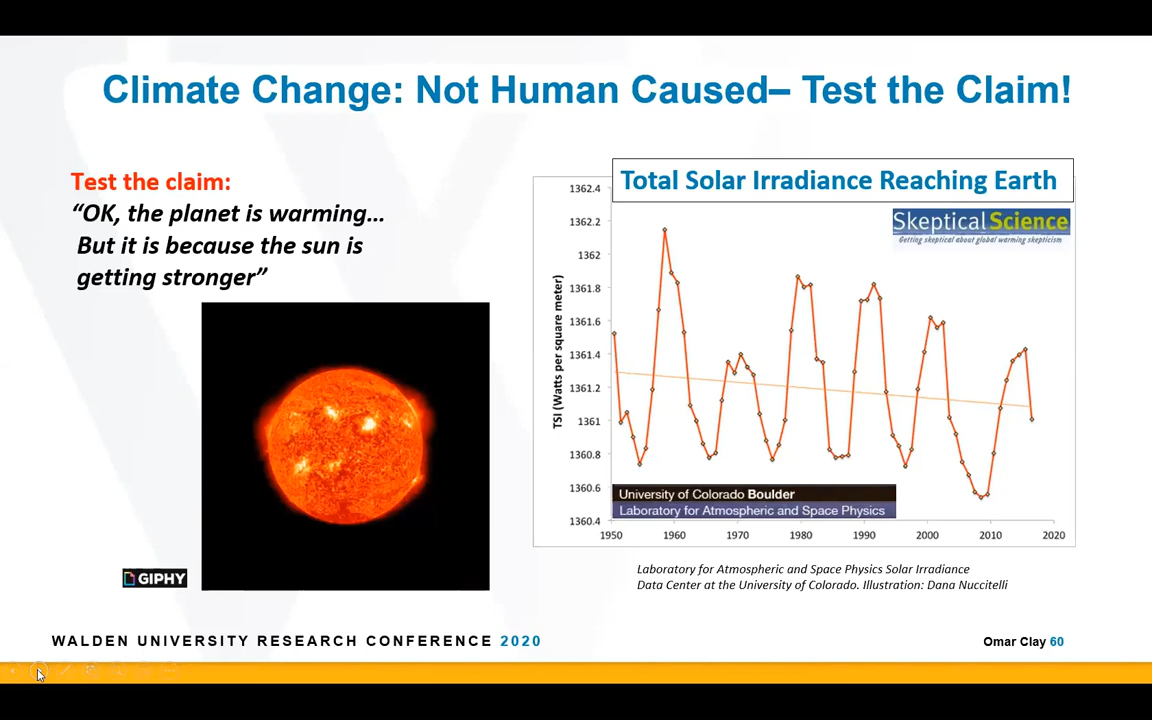 Climate Change: Not Human Caused– Test the Claim!
Test the claim:
“OK, the planet is warming…
But it is because the sun is
getting stronger”
GIPHY
Total Solar Irradiance Reaching Earth
Skeptical Science
Getting skeptical about global warming skepticism
TSI (Watts per square meter)
1362.4
1362.2
1362
1361.8
1361.6
1361.4
1361.2
1361
1360.8
1360.6
1360.4
University of Colorado Boulder
Laboratory for Atmospheric and Space Physics
1950 1960 1970 1980 1990 2000 2010 2020
Laboratory for Atmospheric and Space Physics Solar Irradiance
Data Center at the University of Colorado. Illustration: Dana Nuccitelli
WALDEN UNIVERSITY RESEARCH CONFERENCE 2020
Omar Clay 60